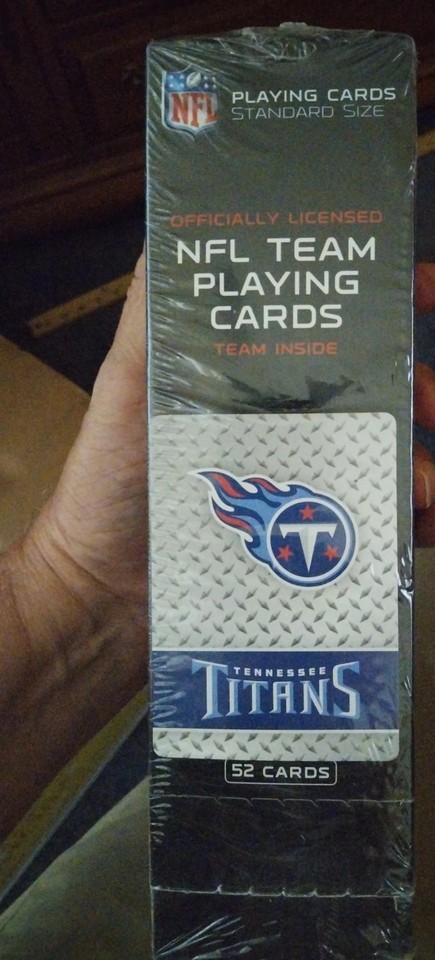 NFL
PLAYING CARDS
STANDARD SIZE
OFFICIALLY LICENSED
NFL TEAM
PLAYING
CARDS
TEAM INSIDE
T
TENNESSEE
TITANS
52 CARDS